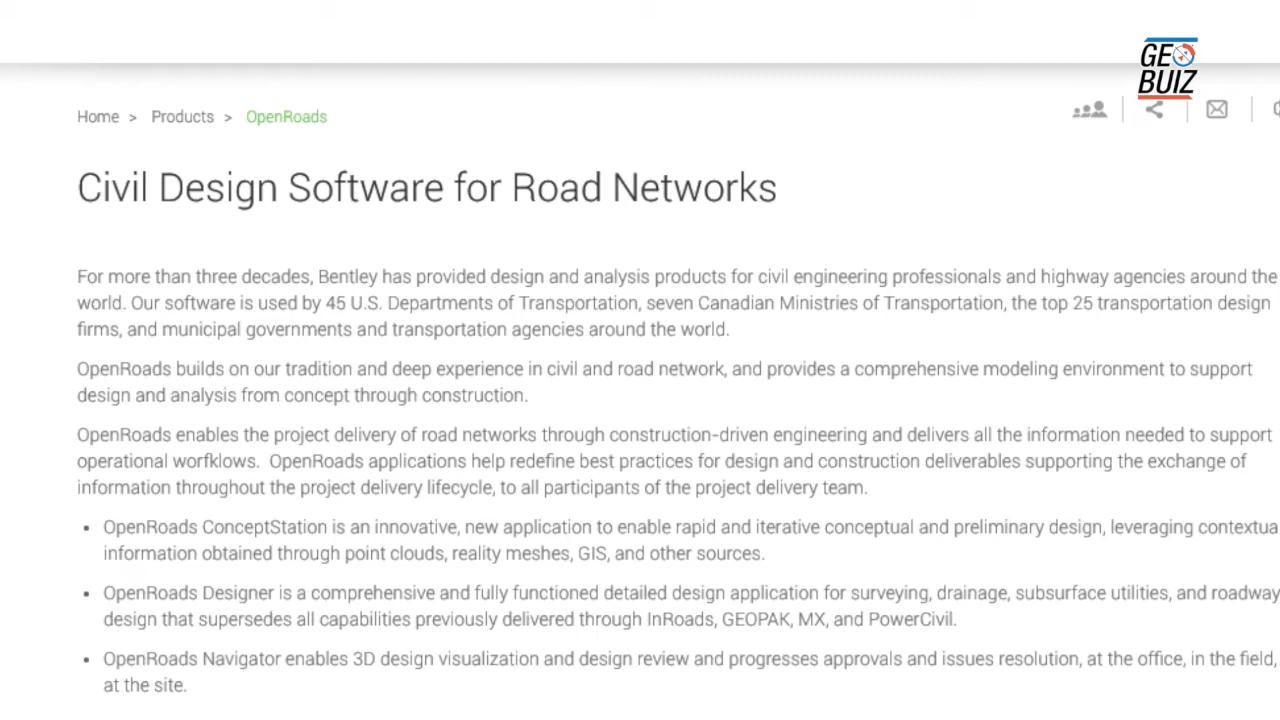 GEO
BUIZ
Home > Products > OpenRoads
Civil Design Software for Road Networks
For more than three decades, Bentley has provided design and analysis products for civil engineering professionals and highway agencies around the
world. Our software is used by 45 U.S. Departments of Transportation, seven Canadian Ministries of Transportation, the top 25 transportation design
firms, and municipal governments and transportation agencies around the world.
OpenRoads builds on our tradition and deep experience in civil and road network, and provides a comprehensive modeling environment to support
design and analysis from concept through construction.
OpenRoads enables the project delivery of road networks through construction-driven engineering and delivers all the information needed to support
operational worfklows. OpenRoads applications help redefine best practices for design and construction deliverables supporting the exchange of
information throughout the project delivery lifecycle, to all participants of the project delivery team.
• OpenRoads ConceptStation is an innovative, new application to enable rapid and iterative conceptual and preliminary design, leveraging contextua
information obtained through point clouds, reality meshes, GIS, and other sources.
• OpenRoads Designer is a comprehensive and fully functioned detailed design application for surveying, drainage, subsurface utilities, and roadway
design that supersedes all capabilities previously delivered through InRoads, GEOPAK, MX, and PowerCivil.
• OpenRoads Navigator enables 3D design visualization and design review and progresses approvals and issues resolution, at the office, in the field,
at the site.